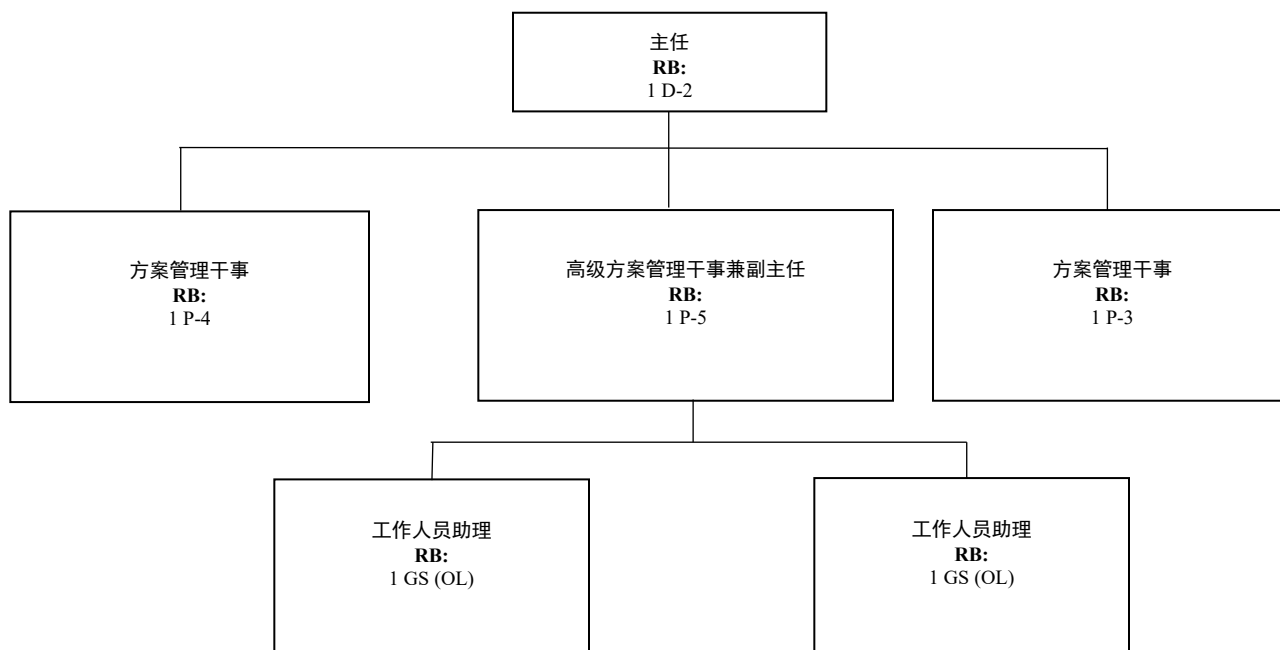 主任
RB:
1 D-2
方案管理干事
RB:
1 P-4
高级方案管理干事兼副主任
RB:
1 P-5
方案管理干事
RB:
1 P-3
工作人员助理
RB:
1 GS (OL)
工作人员助理
RB:
1 GS (OL)